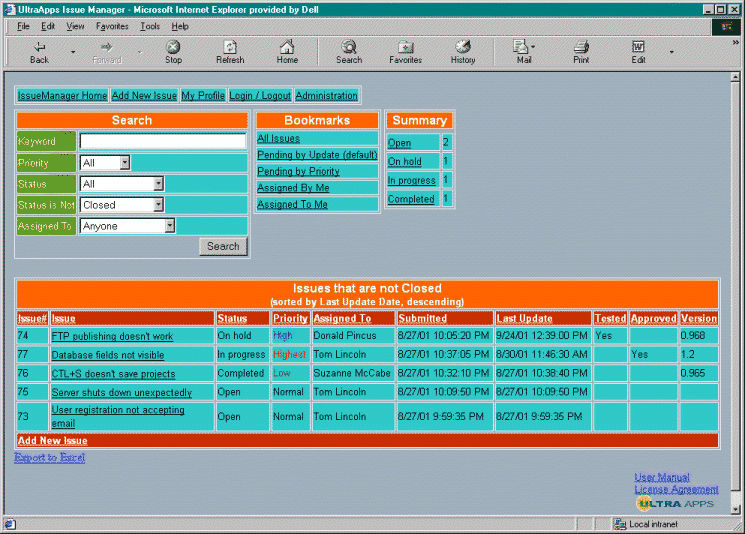 UltraApps Issue Manager - Microsoft Internet Explorer provided by Dell
File Edit View Favorites Tools Help
Back Forward Stop Refresh Home Search Favorites History Mail Print Edit
IssueManager Home Add New Issue My Profile Login / Logout Administration
Search
Keyword
Priority All
Status All
Status is Not Closed
Assigned To Anyone
Search
Bookmarks
All Issues
Pending by Update (default)
Pending by Priority
Assigned By Me
Assigned To Me
Summary
Open 2
On hold 1
In progress 1
Completed 1
Issues that are not Closed
(sorted by Last Update Date, descending)
Issue# Issue Status Priority Assigned To Submitted Last Update Tested Approved Version
74 FTP publishing doesn't work On hold High Donald Pincus 8/27/01 10:05:20 PM 9/24/01 12:39:00 PM Yes 0.968
77 Database fields not visible In progress Highest Tom Lincoln 8/27/01 10:37:05 PM 8/30/01 11:46:30 AM Yes 1.2
76 CTL+S doesn't save projects Completed Low Suzanne McCabe 8/27/01 10:32:10 PM 8/27/01 10:38:40 PM 0.965
75 Server shuts down unexpectedly Open Normal Tom Lincoln 8/27/01 10:09:50 PM 8/27/01 10:09:50 PM
73 User registration not accepting email Open Normal Tom Lincoln 8/27/01 9:59:35 PM 8/27/01 9:59:35 PM
Add New Issue
Export to Excel
User Manual
License Agreement
ULTRA APPS
Local intranet